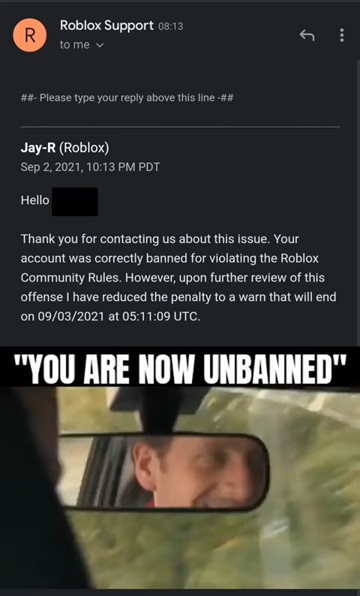 R
Roblox Support 08:13
to me
##- Please type your reply above this line -##
Jay-R (Roblox)
Sep 2, 2021, 10:13 PM PDT
Hello
Thank you for contacting us about this issue. Your
account was correctly banned for violating the Roblox
Community Rules. However, upon further review of this
offense I have reduced the penalty to a warn that will end
on 09/03/2021 at 05:11:09 UTC.
"YOU ARE NOW UNBANNED"